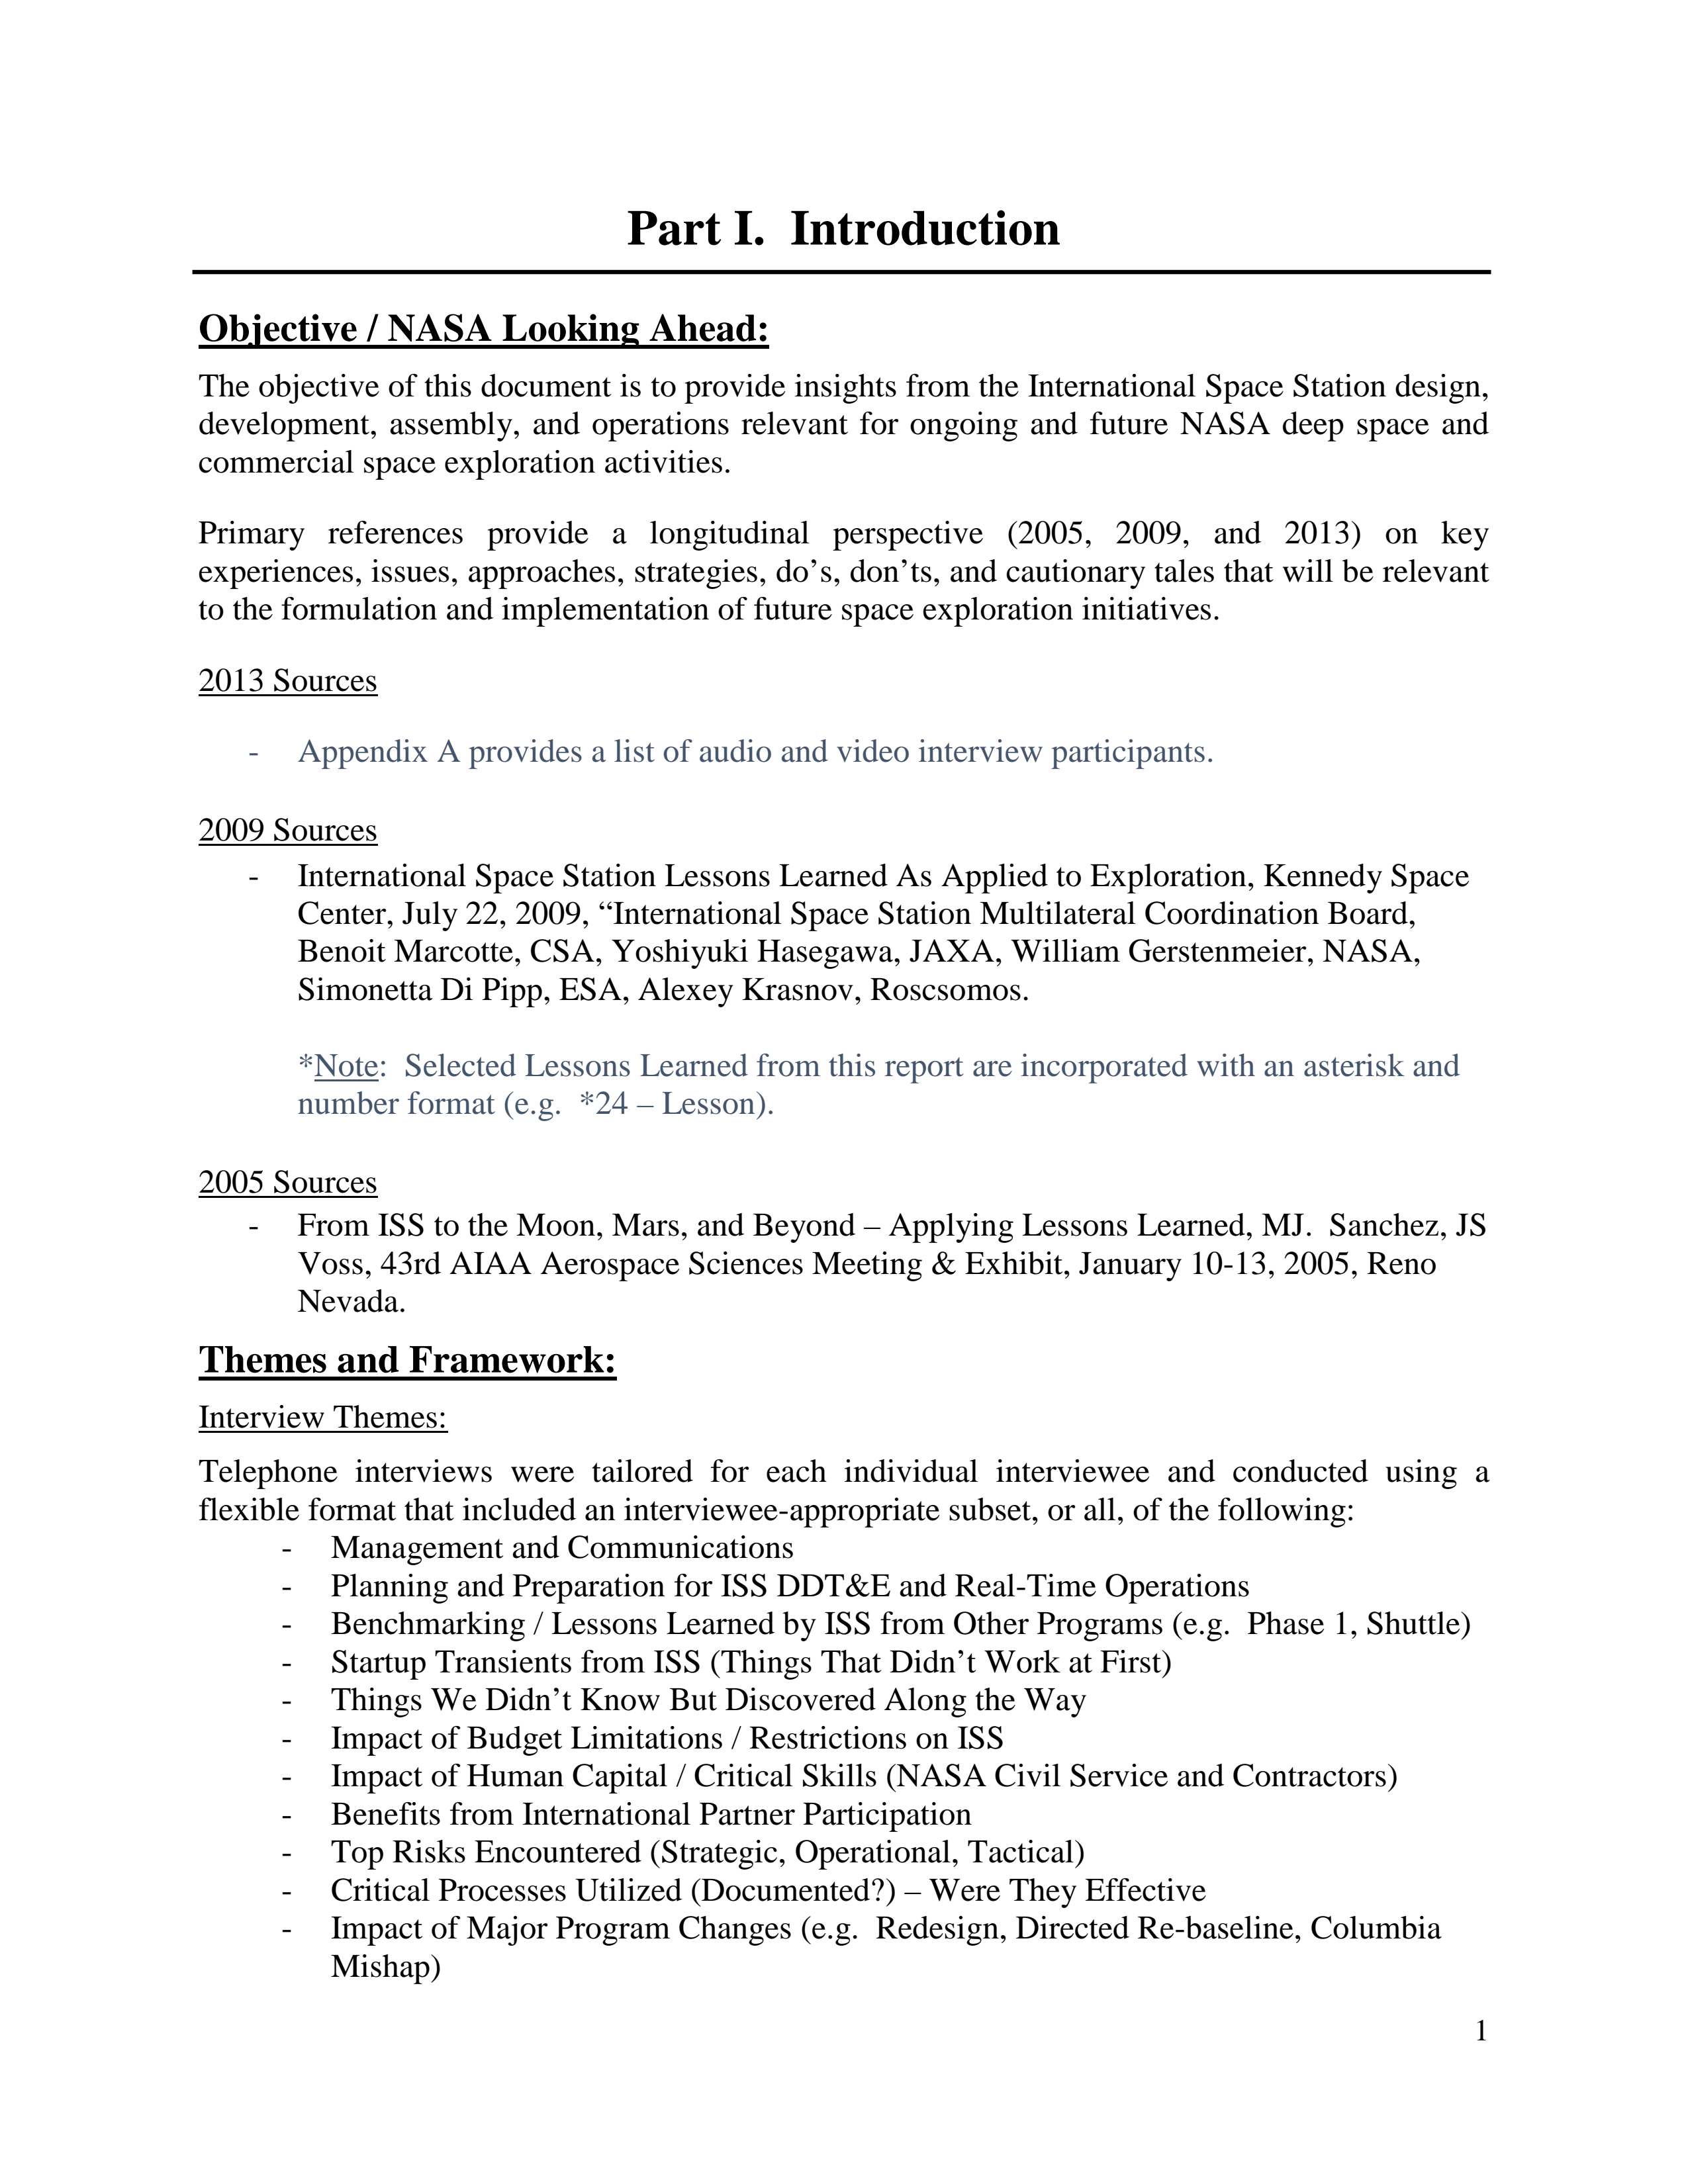 Part I.  Introduction
Objective / NASA Looking Ahead:
The objective of this document is to provide insights from the International Space Station design,
development, assembly, and operations relevant for ongoing and future NASA deep space and
commercial space exploration activities.
Primary references provide a longitudinal perspective (2005, 2009, and 2013) on key
experiences, issues, approaches, strategies, do’s, don’ts, and cautionary tales that will be relevant
to the formulation and implementation of future space exploration initiatives.
2013 Sources
- Appendix A provides a list of audio and video interview participants.
2009 Sources
- International Space Station Lessons Learned As Applied to Exploration, Kennedy Space
Center, July 22, 2009, “International Space Station Multilateral Coordination Board,
Benoit Marcotte, CSA, Yoshiyuki Hasegawa, JAXA, William Gerstenmeier, NASA,
Simonetta Di Pipp, ESA, Alexey Krasnov, Roscsomos.
*Note:  Selected Lessons Learned from this report are incorporated with an asterisk and
number format (e.g.  *24 – Lesson).
2005 Sources
- From ISS to the Moon, Mars, and Beyond – Applying Lessons Learned, MJ.  Sanchez, JS
Voss, 43rd AIAA Aerospace Sciences Meeting & Exhibit, January 10-13, 2005, Reno
Nevada.
Themes and Framework:
Interview Themes:
Telephone interviews were tailored for each individual interviewee and conducted using a
flexible format that included an interviewee-appropriate subset, or all, of the following:
- Management and Communications
- Planning and Preparation for ISS DDT&E and Real-Time Operations
- Benchmarking / Lessons Learned by ISS from Other Programs (e.g.  Phase 1, Shuttle)
- Startup Transients from ISS (Things That Didn’t Work at First)
- Things We Didn’t Know But Discovered Along the Way
- Impact of Budget Limitations / Restrictions on ISS
- Impact of Human Capital / Critical Skills (NASA Civil Service and Contractors)
- Benefits from International Partner Participation
- Top Risks Encountered (Strategic, Operational, Tactical)
- Critical Processes Utilized (Documented?) – Were They Effective
- Impact of Major Program Changes (e.g.  Redesign, Directed Re-baseline, Columbia
Mishap)
1